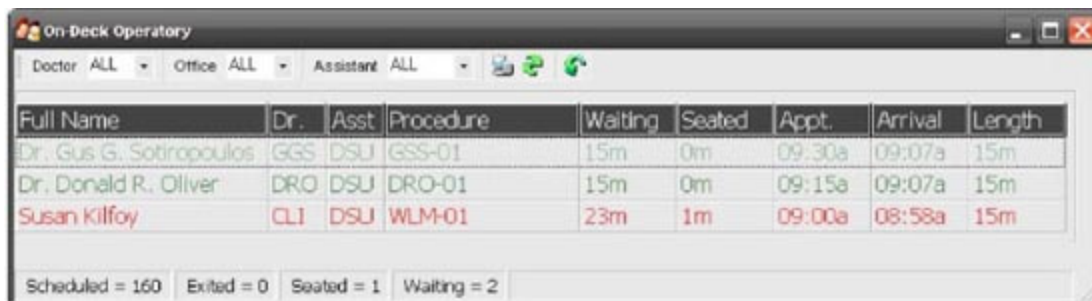 On-Deck Operatory
Doctor ALL Office ALL Assistant ALL
Full Name Dr. Asst Procedure Waiting Seated Appt. Arrival Length
Dr. Gus G. Sotiropoulos GGS DSU GSS-01 15m 0m 09:30a 09:07a 15m
Dr. Donald R. Oliver DRO DSU DRO-01 15m 0m 09:15a 09:07a 15m
Susan Kilfoy CLI DSU WLM-01 23m 1m 09:00a 08:58a 15m
Scheduled = 160 Exited = 0 Seated = 1 Waiting = 2